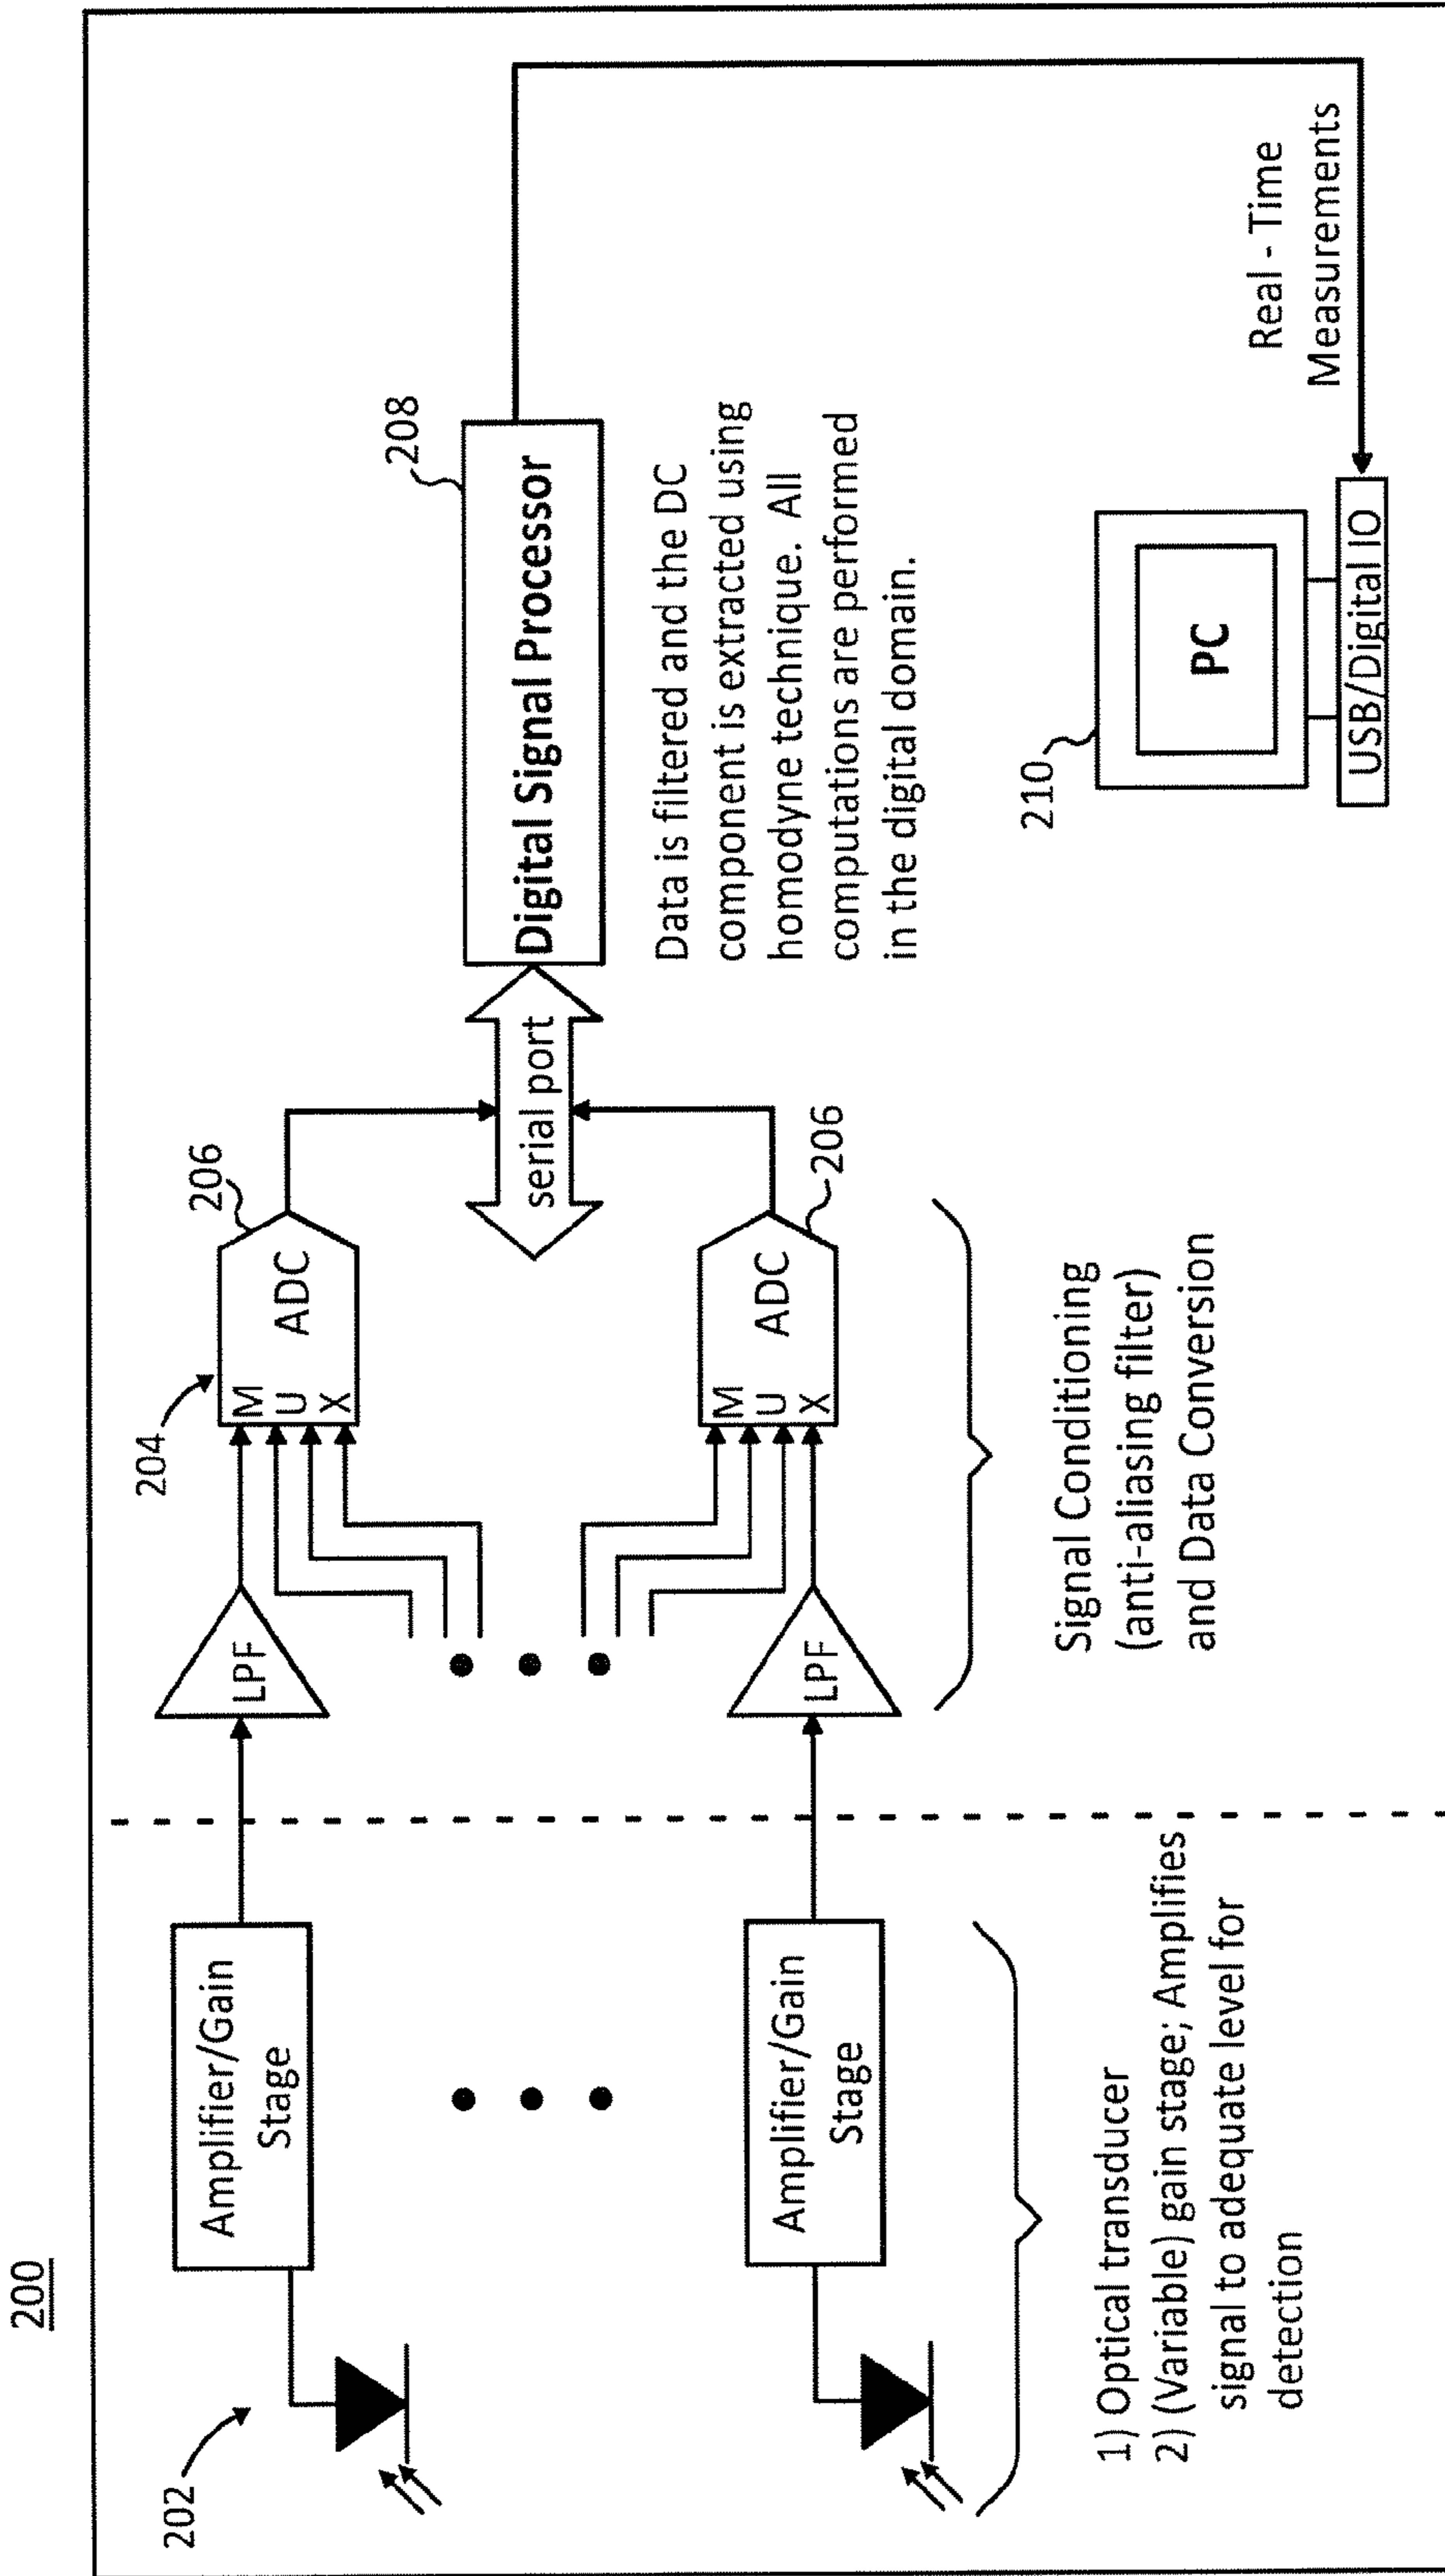 200
202
Amplifier/Gain
Stage
Amplifier/Gain
Stage
1) Optical transducer
2) (Variable) gain stage; Amplifies
signal to adequate level for
detection
LPF
LPF
204
206
M
U
X
ADC
M
U
X
ADC
206
Signal Conditioning
(anti-aliasing filter)
and Data Conversion
serial port
208
Digital Signal Processor
Data is filtered and the DC
component is extracted using
homodyne technique. All
computations are performed
in the digital domain.
210
PC
USB/Digital IO
Real - Time
Measurements